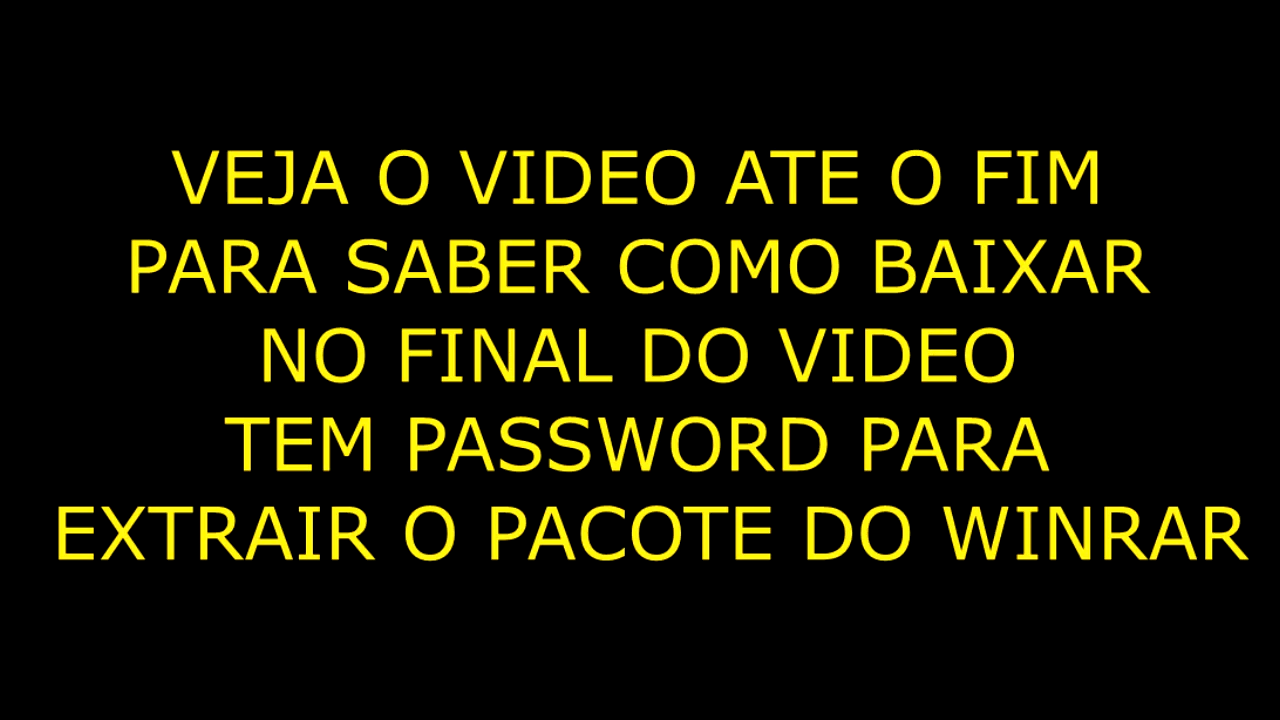 VEJA O VIDEO ATE O FIM
PARA SABER COMO BAIXAR
NO FINAL DO VIDEO
TEM PASSWORD PARA
EXTRAIR O PACOTE DO WINRAR